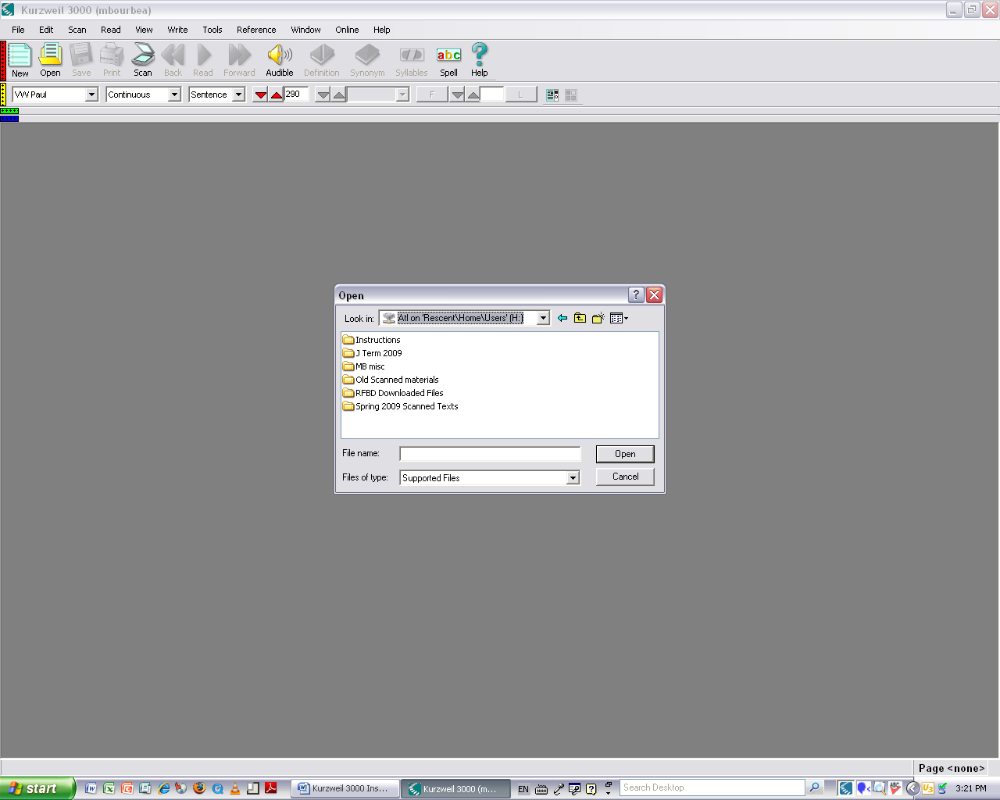 Kurzweil 3000 (mbourbea)
File Edit Scan Read View Write Tools Reference Window Online Help
New Open Save Print Scan Back Read Forward Audible Definition Synonym Syllables abc Spell Help
VW Paul Continuous Sentence 290 F L
Open
Look in: Atl on 'Rescent\Home\Users' (H:)
Instructions
J Term 2009
MB misc
Old Scanned materials
RFBD Downloaded Files
Spring 2009 Scanned Texts
File name: Open
Files of type: Supported Files Cancel
Page <none>
start Kurzweil 3000 Ins... Kurzweil 3000 (m... EN Search Desktop 3:21 PM